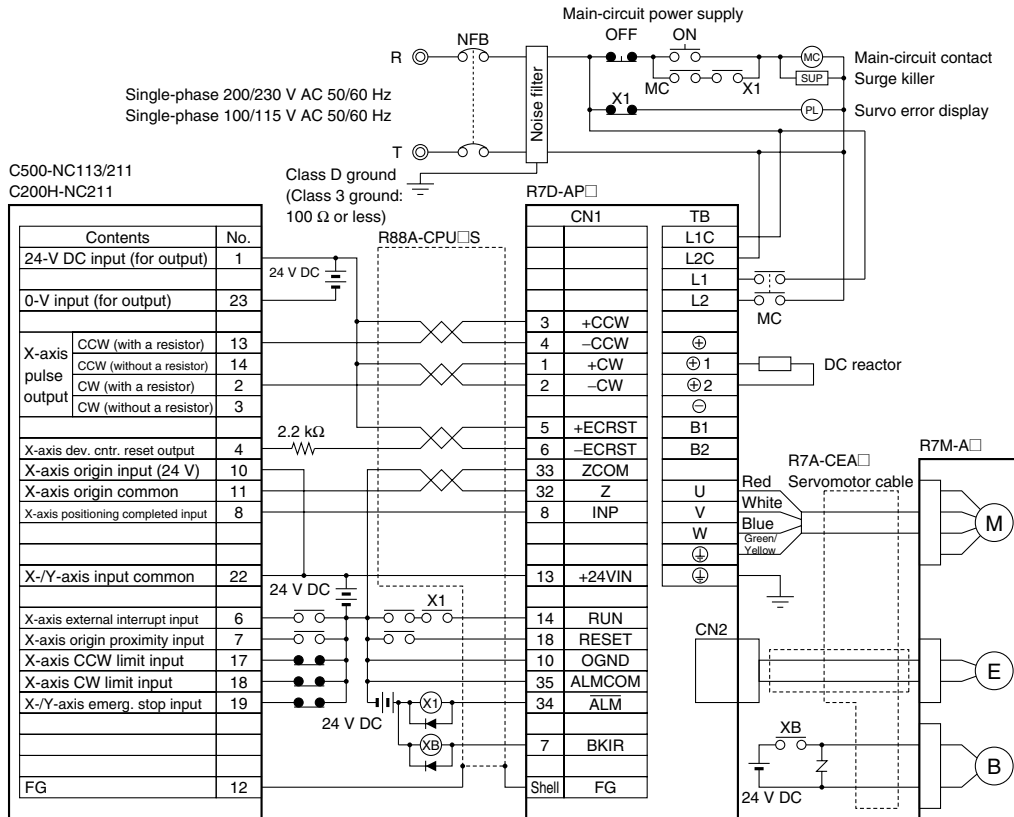 Main-circuit power supply
OFF ON
R NFB
MC Main-circuit contact
MC X1 SUP Surge killer
Noise filter
Single-phase 200/230 V AC 50/60 Hz
X1 PL Survo error display
Single-phase 100/115 V AC 50/60 Hz
T
C500-NC113/211
C200H-NC211
Class D ground
(Class 3 ground:
100 Ω or less)
R7D-AP□
R88A-CPU□S
CN1 TB
Contents No.
L1C
24-V DC input (for output) 1
24 V DC
L2C
L1
0-V input (for output) 23
L2
MC
3 +CCW
X-axis pulse output
CCW (with a resistor) 13
4 −CCW ⊕
CCW (without a resistor) 14
1 +CW ⊕ 1 DC reactor
CW (with a resistor) 2
2 −CW ⊕ 2
CW (without a resistor) 3
⊖
5 +ECRST B1
X-axis dev. cntr. reset output 4
2.2 kΩ
6 −ECRST B2
X-axis origin input (24 V) 10
33 ZCOM
X-axis origin common 11
32 Z U
X-axis positioning completed input 8
8 INP V
W
R7A-CEA□
Servomotor cable
R7M-A□
Red
White
Blue
Green/
Yellow
M
X-/Y-axis input common 22
24 V DC
13 +24VIN
X-axis external interrupt input 6
X1
14 RUN
X-axis origin proximity input 7
18 RESET
CN2
X-axis CCW limit input 17
10 OGND
X-axis CW limit input 18
35 ALMCOM
E
X-/Y-axis emerg. stop input 19
24 V DC
X1
34 ALM
XB
7 BKIR
XB
B
24 V DC
FG 12
Shell FG